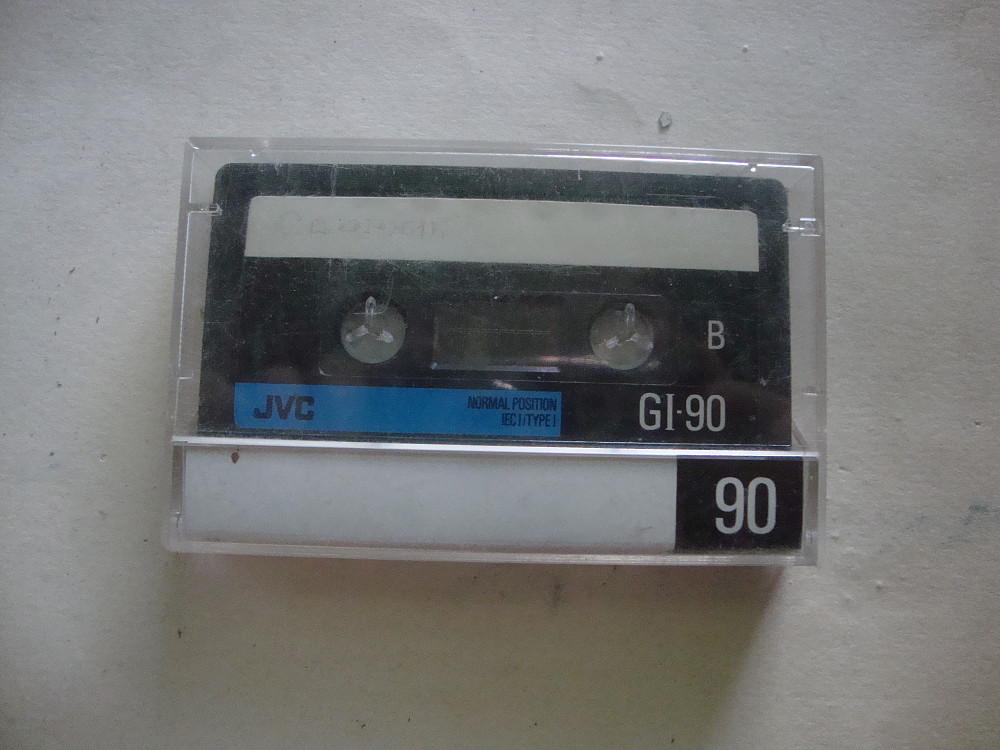 B
JVC
NORMAL POSITION
IEC I/TYPE I
GI-90
90